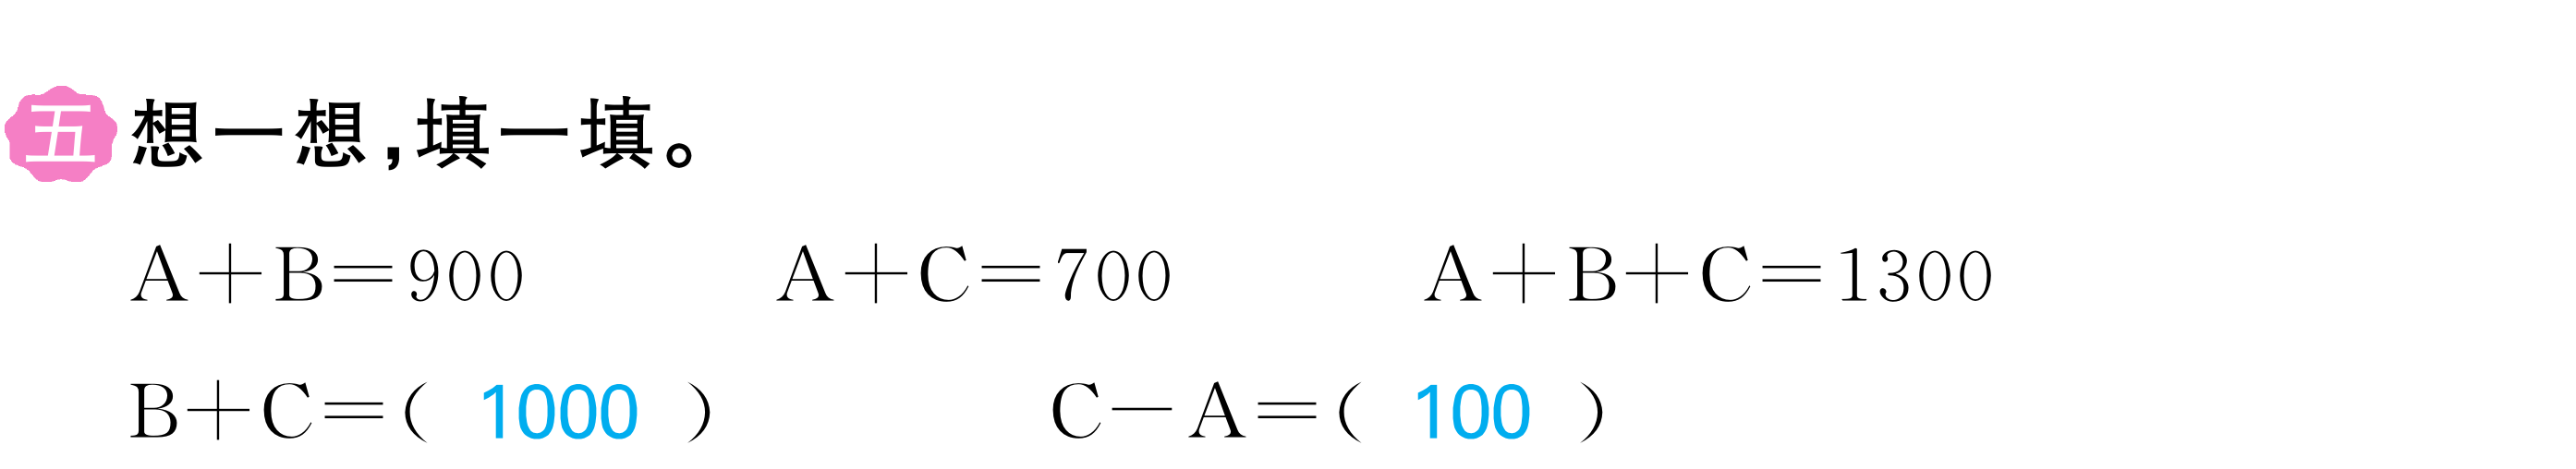 五 想一想,填一填。
A+B=900 A+C=700 A+B+C=1300
B+C=( 1000 ) C-A=( 100 )